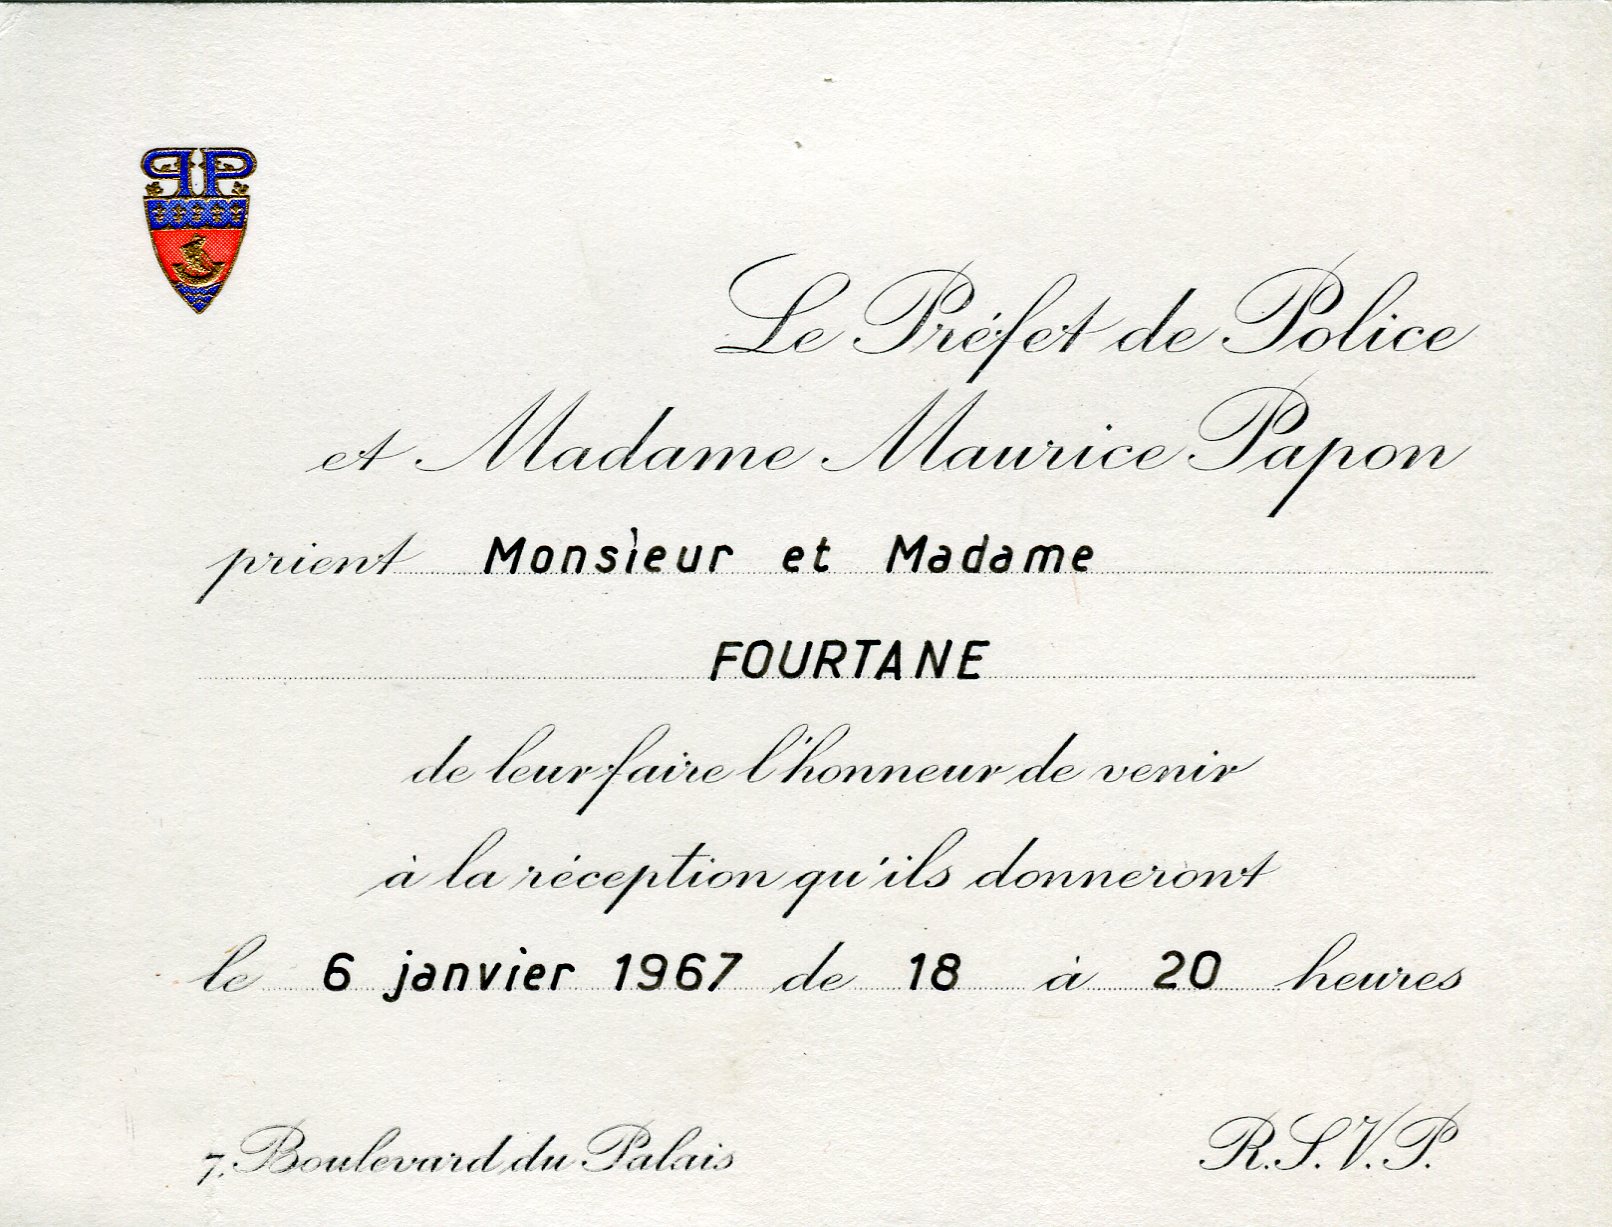 PP
Le Préfet de Police
et Madame Maurice Papon
prient Monsieur et Madame
FOURTANE
de leur faire l'honneur de venir
à la réception qu'ils donneront
le 6 janvier 1967 de 18 à 20 heures
7, Boulevard du Palais
R.S.V.P.